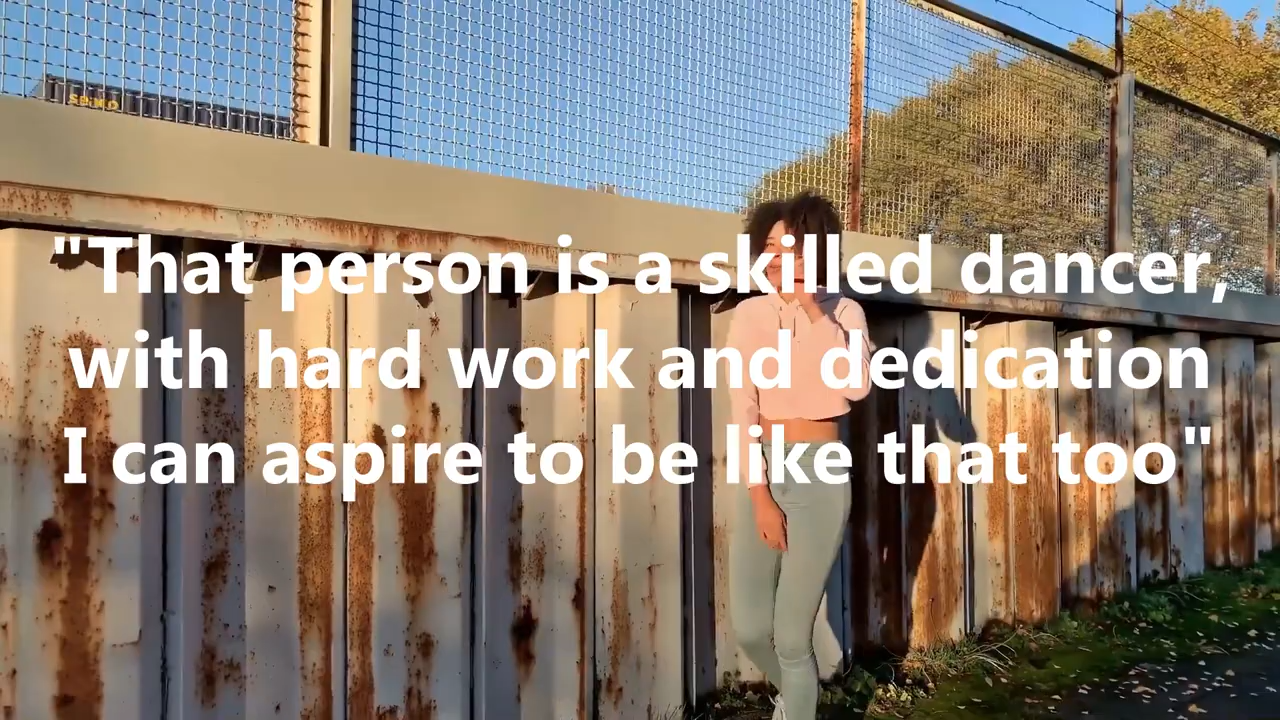 "That person is a skilled dancer,
with hard work and dedication
I can aspire to be like that too"